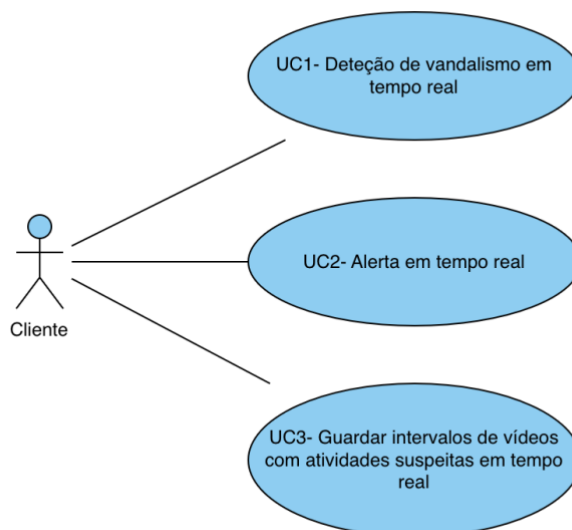 UC1- Deteção de vandalismo em
tempo real
UC2- Alerta em tempo real
Cliente
UC3- Guardar intervalos de vídeos
com atividades suspeitas em tempo
real